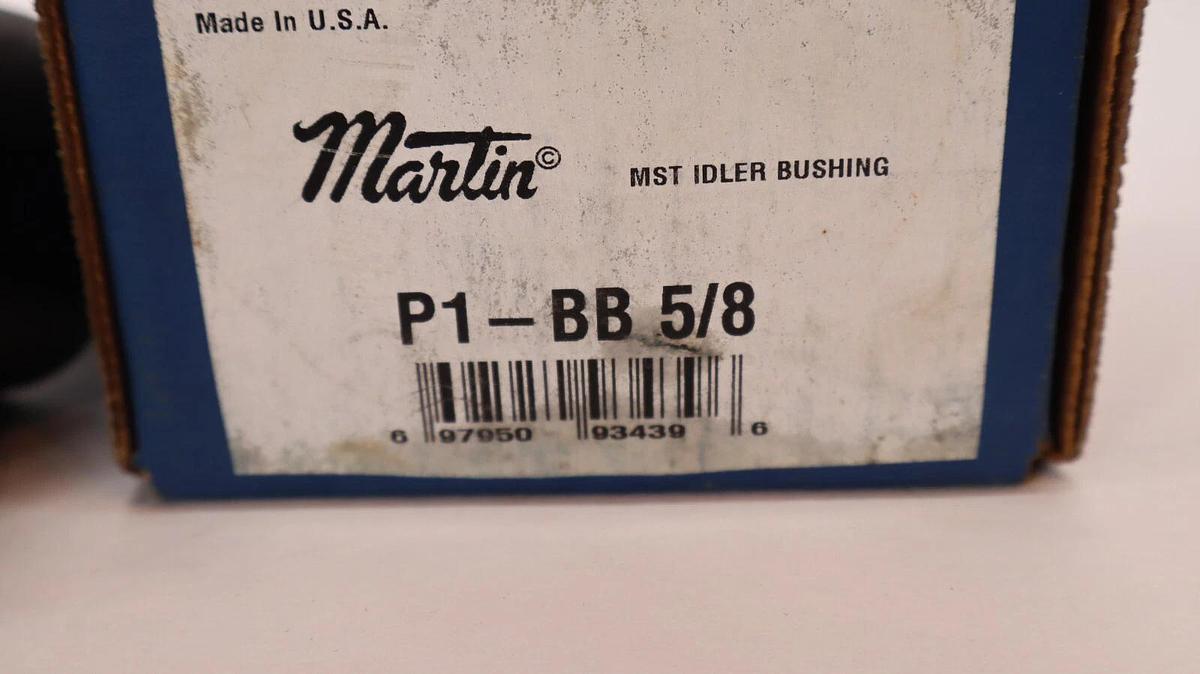 Made In U.S.A.
Martin© MST IDLER BUSHING
P1-BB 5/8
6 97950 93439 6